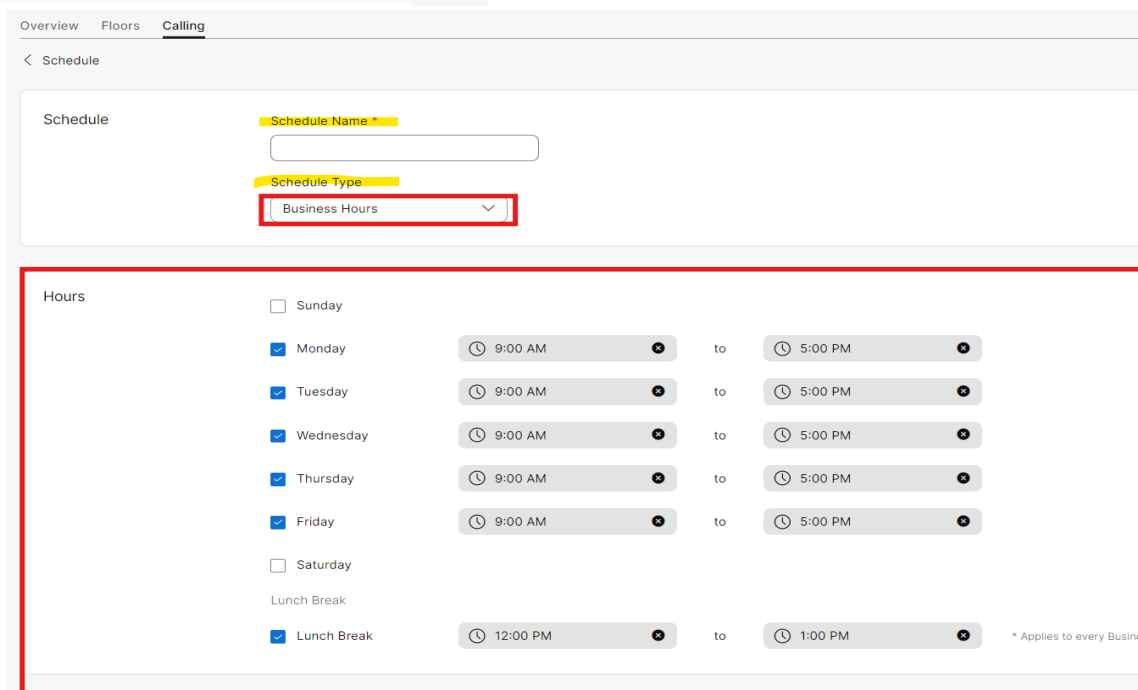 Overview Floors Calling
Schedule
Schedule
Schedule Name *
Schedule Type
Business Hours
Hours
Sunday
Monday 9:00 AM to 5:00 PM
Tuesday 9:00 AM to 5:00 PM
Wednesday 9:00 AM to 5:00 PM
Thursday 9:00 AM to 5:00 PM
Friday 9:00 AM to 5:00 PM
Saturday
Lunch Break
Lunch Break 12:00 PM to 1:00 PM * Applies to every Busin